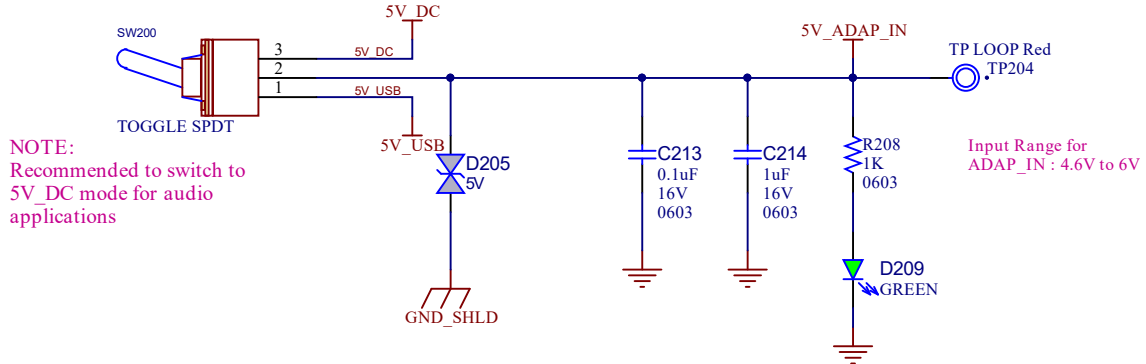 5V_DC
SW200
3
5V_DC
2
1
5V_USB
TOGGLE SPDT
5V_USB
NOTE:
Recommended to switch to
5V_DC mode for audio
applications
D205
5V
GND_SHLD
C213
0.1uF
16V
0603
C214
1uF
16V
0603
5V_ADAP_IN
TP LOOP Red
TP204
R208
1K
0603
Input Range for
ADAP_IN : 4.6V to 6V
D209
GREEN